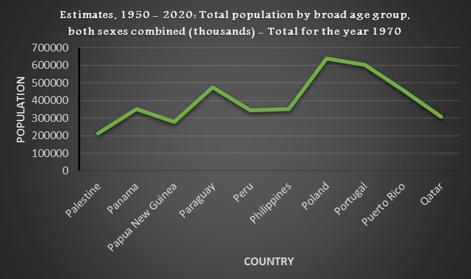 Estimates, 1950 - 2020: Total population by broad age group,
both sexes combined (thousands) - Total for the year 1970
POPULATION
700000
600000
500000
400000
300000
200000
100000
0
Palestine
Panama
Papua New Guinea
Paraguay
Peru
Philippines
Poland
Portugal
Puerto Rico
Qatar
COUNTRY